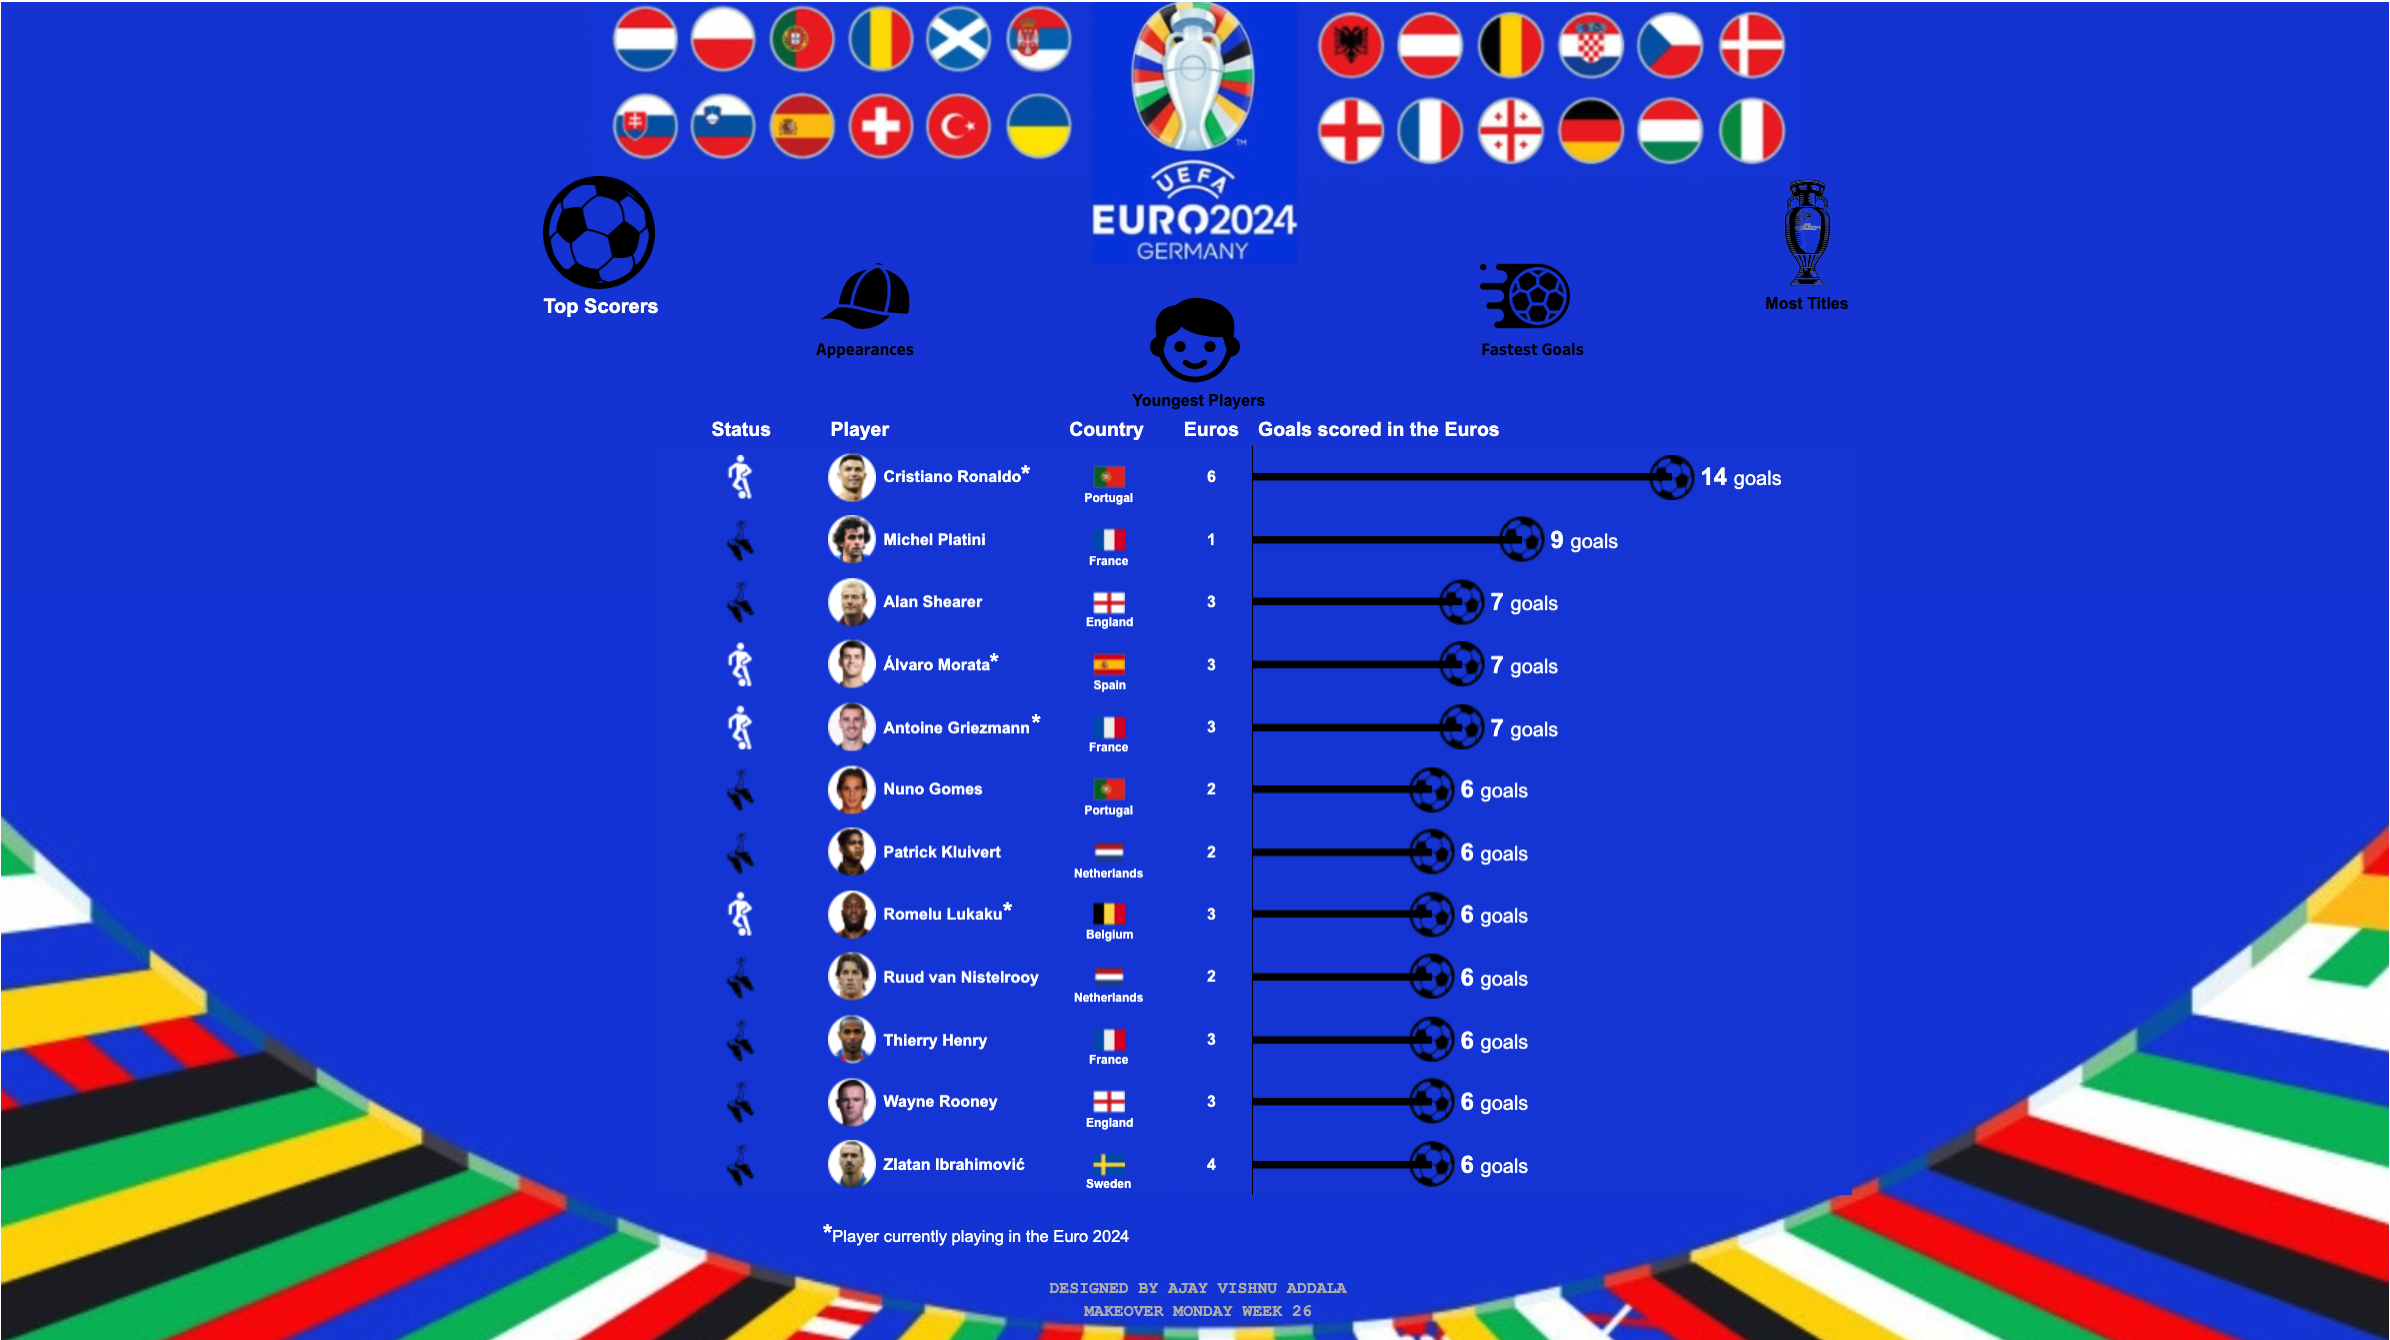 ™
UEFA
EURO2024
GERMANY
Top Scorers
Appearances
Youngest Players
Fastest Goals
Most Titles
Status Player Country Euros Goals scored in the Euros
Cristiano Ronaldo* Portugal 6 14 goals
Michel Platini France 1 9 goals
Alan Shearer England 3 7 goals
Álvaro Morata* Spain 3 7 goals
Antoine Griezmann* France 3 7 goals
Nuno Gomes Portugal 2 6 goals
Patrick Kluivert Netherlands 2 6 goals
Romelu Lukaku* Belgium 3 6 goals
Ruud van Nistelrooy Netherlands 2 6 goals
Thierry Henry France 3 6 goals
Wayne Rooney England 3 6 goals
Zlatan Ibrahimović Sweden 4 6 goals
*Player currently playing in the Euro 2024
DESIGNED BY AJAY VISHNU ADDALA
MAKEOVER MONDAY WEEK 26